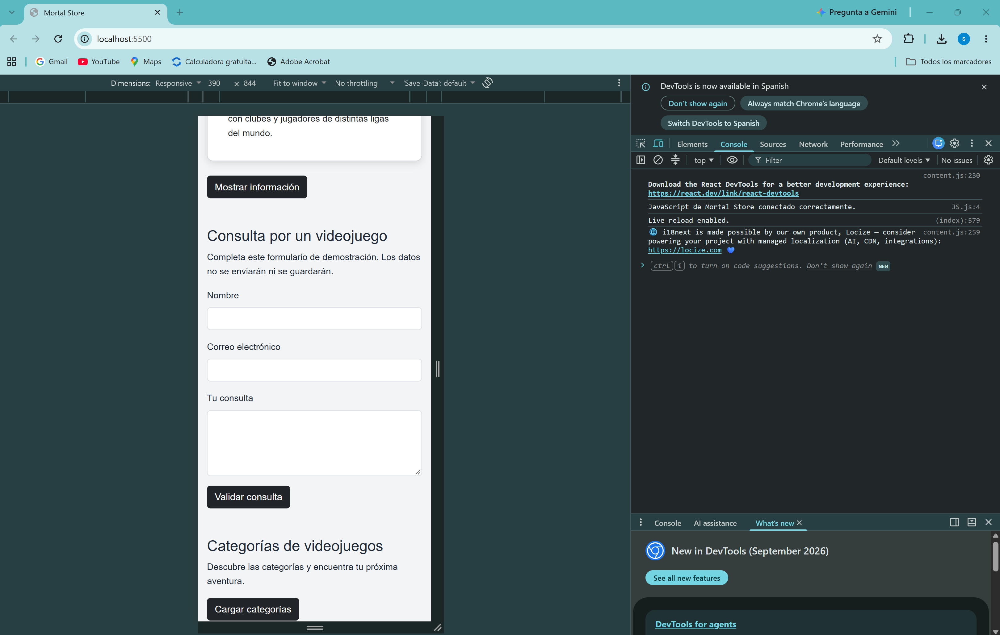 Mortal Store
Pregunta a Gemini
localhost:5500
S
Gmail
YouTube
Maps
Calculadora gratuita...
Adobe Acrobat
Todos los marcadores
Dimensions: Responsive 390 × 844 Fit to window No throttling 'Save-Data': default
con clubes y jugadores de distintas ligas
del mundo.
Mostrar información
Consulta por un videojuego
Completa este formulario de demostración. Los datos
no se enviarán ni se guardarán.
Nombre
Correo electrónico
Tu consulta
Validar consulta
Categorías de videojuegos
Descubre las categorías y encuentra tu próxima
aventura.
Cargar categorías
DevTools is now available in Spanish
Don't show again
Always match Chrome's language
Switch DevTools to Spanish
Elements Console Sources Network Performance
top Filter Default levels No issues
content.js:230
Download the React DevTools for a better development experience:
https://react.dev/link/react-devtools
JavaScript de Mortal Store conectado correctamente. JS.js:4
Live reload enabled. (index):579
i18next is made possible by our own product, Locize — consider content.js:259
powering your project with managed localization (AI, CDN, integrations):
https://locize.com
ctrl i to turn on code suggestions. Don't show again NEW
Console AI assistance What's new
New in DevTools (September 2026)
See all new features
DevTools for agents